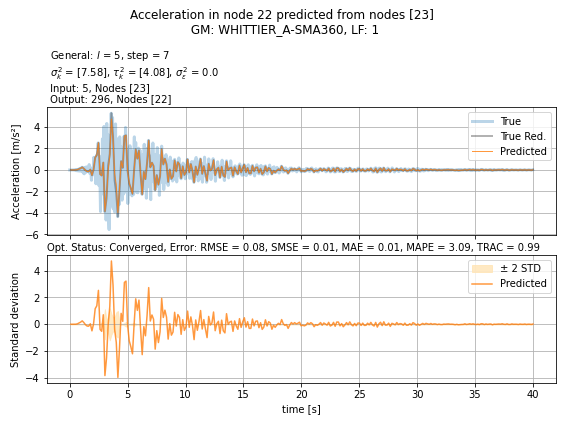 Acceleration in node 22 predicted from nodes [23]
GM: WHITTIER_A-SMA360, LF: 1
General: l = 5, step = 7
σ²ₖ = [7.58], τ²ₖ = [4.08], σ²ε = 0.0
Input: 5, Nodes [23]
Output: 296, Nodes [22]
Acceleration [m/s²]
4
2
0
−2
−4
−6
True
True Red.
Predicted
Opt. Status: Converged, Error: RMSE = 0.08, SMSE = 0.01, MAE = 0.01, MAPE = 3.09, TRAC = 0.99
Standard deviation
4
2
0
−2
−4
± 2 STD
Predicted
0 5 10 15 20 25 30 35 40
time [s]